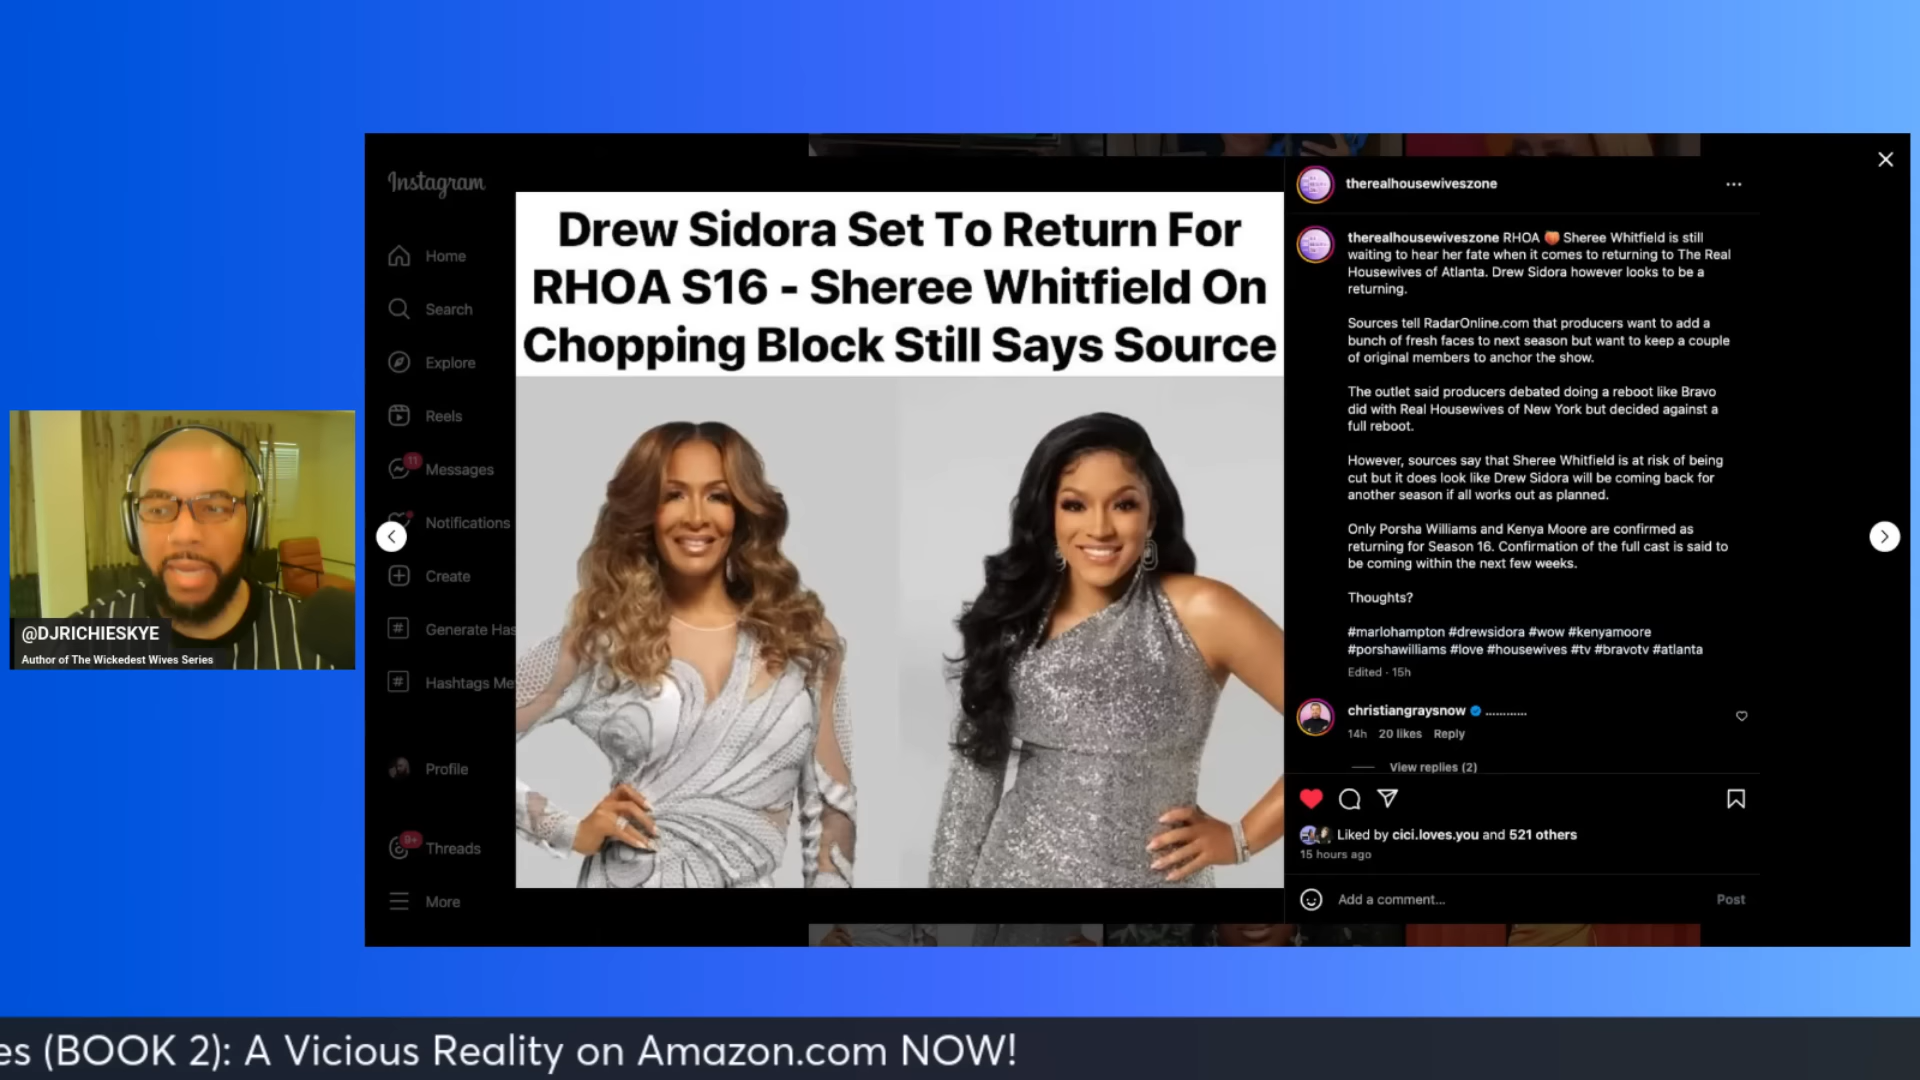 Instagram
Home
Search
Explore
Reels
11
Messages
Notifications
Create
Generate Has
Hashtags Me
Profile
9+
Threads
More
Drew Sidora Set To Return For
RHOA S16 - Sheree Whitfield On
Chopping Block Still Says Source
therealhousewiveszone
therealhousewiveszone RHOA 🍑 Sheree Whitfield is still
waiting to hear her fate when it comes to returning to The Real
Housewives of Atlanta. Drew Sidora however looks to be a
returning.
Sources tell RadarOnline.com that producers want to add a
bunch of fresh faces to next season but want to keep a couple
of original members to anchor the show.
The outlet said producers debated doing a reboot like Bravo
did with Real Housewives of New York but decided against a
full reboot.
However, sources say that Sheree Whitfield is at risk of being
cut but it does look like Drew Sidora will be coming back for
another season if all works out as planned.
Only Porsha Williams and Kenya Moore are confirmed as
returning for Season 16. Confirmation of the full cast is said to
be coming within the next few weeks.
Thoughts?
#marlohampton #drewsidora #wow #kenyamoore
#porshawilliams #love #housewives #tv #bravotv #atlanta
Edited · 15h
christiangraysnow ............
14h 20 likes Reply
View replies (2)
Liked by cici.loves.you and 521 others
15 hours ago
Add a comment...
Post
@DJRICHIESKYE
Author of The Wickedest Wives Series
es (BOOK 2): A Vicious Reality on Amazon.com NOW!